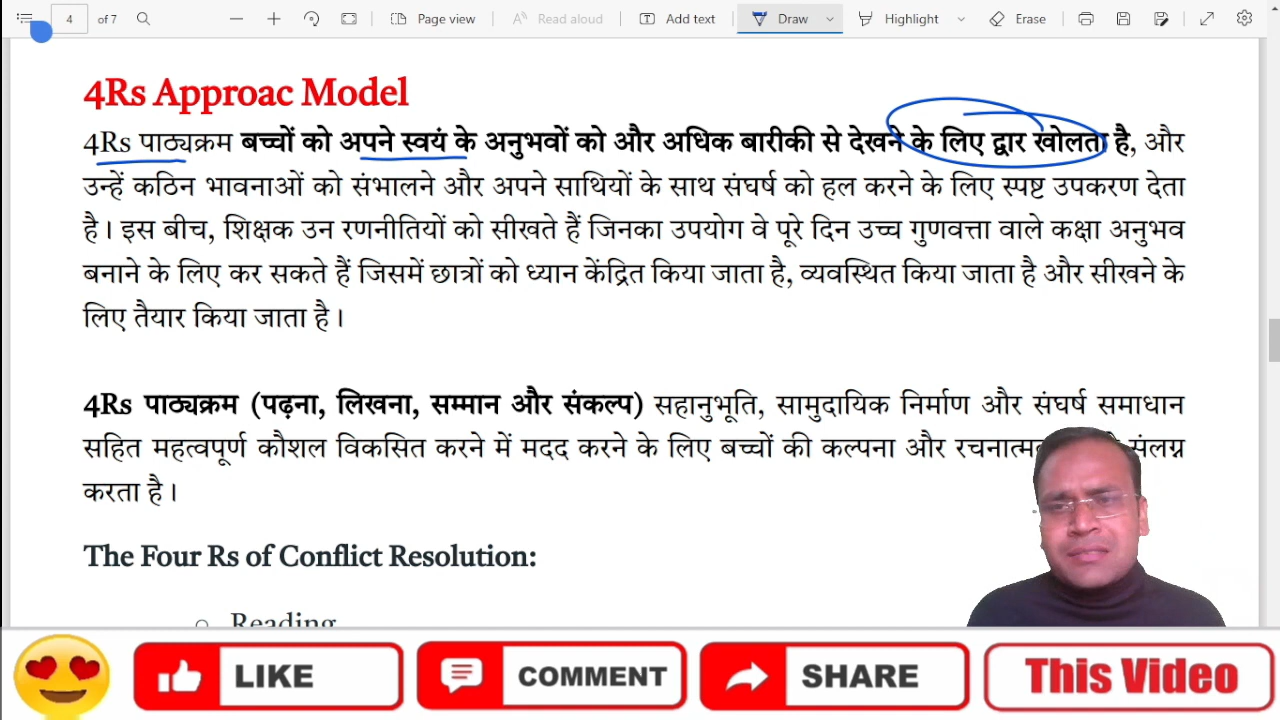 4 of 7 Page view Read aloud Add text Draw Highlight Erase
4Rs Approac Model
4Rs पाठ्यक्रम बच्चों को अपने स्वयं के अनुभवों को और अधिक बारीकी से देखने के लिए द्वार खोलता है, और
उन्हें कठिन भावनाओं को संभालने और अपने साथियों के साथ संघर्ष को हल करने के लिए स्पष्ट उपकरण देता
है। इस बीच, शिक्षक उन रणनीतियों को सीखते हैं जिनका उपयोग वे पूरे दिन उच्च गुणवत्ता वाले कक्षा अनुभव
बनाने के लिए कर सकते हैं जिसमें छात्रों को ध्यान केंद्रित किया जाता है, व्यवस्थित किया जाता है और सीखने के
लिए तैयार किया जाता है।
4Rs पाठ्यक्रम (पढ़ना, लिखना, सम्मान और संकल्प) सहानुभूति, सामुदायिक निर्माण और संघर्ष समाधान
सहित महत्वपूर्ण कौशल विकसित करने में मदद करने के लिए बच्चों की कल्पना और संलग्न
करता है।
The Four Rs of Conflict Resolution:
Reading
LIKE COMMENT SHARE This Video